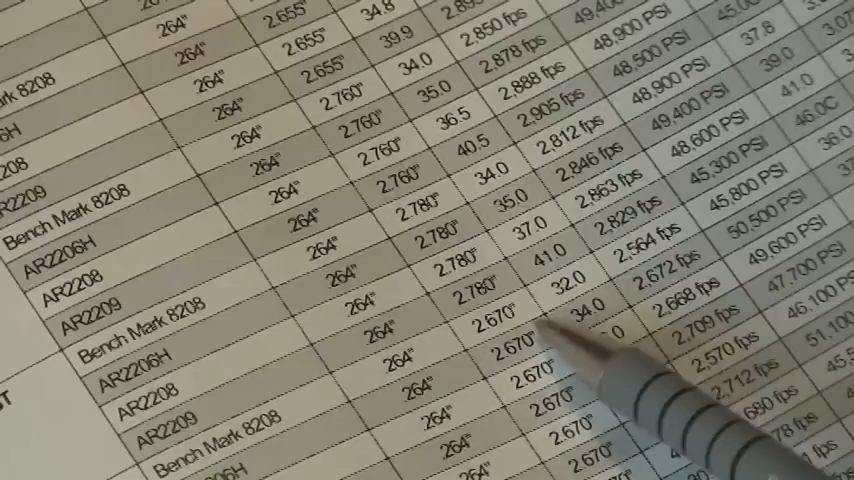 rk 8208 .264"
6H .264" 2.655"
208 .264" 2.655" 34.8
R2209 .264" 2.655" 39.9 2,895
Bench Mark 8208 .264" 2.760" 34.0 2,850 fps
AR2206H .264" 2.760" 35.0 2,878 fps 49,400
AR2208 .264" 2.760" 36.5 2,888 fps 48,900 PSI
AR2209 .264" 2.760" 40.5 2,905 fps 48,500 PSI 45.0C
Bench Mark 8208 .264" 2.780" 34.0 2,812 fps 48,900 PSI 37.8
AR2206H .264" 2.780" 35.0 2,846 fps 49,400 PSI 39.0 3.07
AR2208 .264" 2.780" 37.0 2,863 fps 48,600 PSI 41.0
AR2209 .264" 2.780" 41.0 2,829 fps 45,300 PSI 46.0C
Bench Mark 8208 .264" 2.670" 32.0 2,564 fps 45,800 PSI 36.0
06H .264" 2.670" 34.0 2,672 fps 50,500 PSI 37
.264" 2.670" .0 2,668 fps 49,600 PSI
.264" 2.670" 2,709 fps 47,700 PSI
.264" 2.670" 2,570 fps 46,100 PS
2.670" 2,712 fps 51,100
680 fps 45,5
78 fps
fps